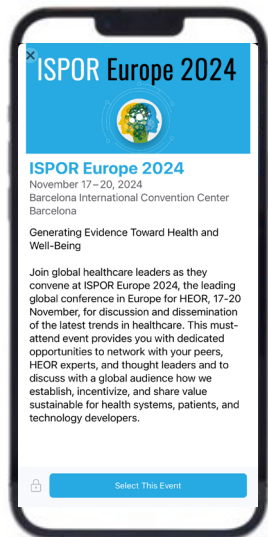 ISPOR Europe 2024
ISPOR Europe 2024
November 17–20, 2024
Barcelona International Convention Center
Barcelona
Generating Evidence Toward Health and
Well-Being
Join global healthcare leaders as they
convene at ISPOR Europe 2024, the leading
global conference in Europe for HEOR, 17-20
November, for discussion and dissemination
of the latest trends in healthcare. This must-
attend event provides you with dedicated
opportunities to network with your peers,
HEOR experts, and thought leaders and to
discuss with a global audience how we
establish, incentivize, and share value
sustainable for health systems, patients, and
technology developers.
Select This Event